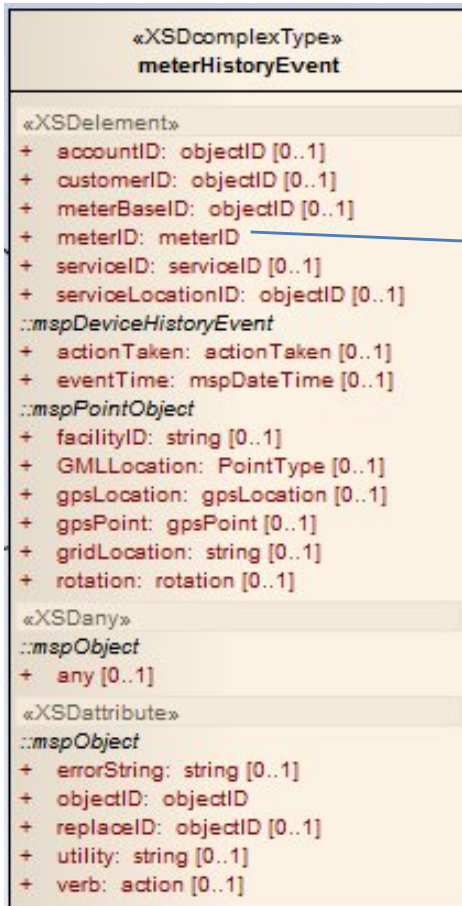 «XSDcomplexType»
meterHistoryEvent
«XSDelement»
+ accountID: objectID [0..1]
+ customerID: objectID [0..1]
+ meterBaseID: objectID [0..1]
+ meterID: meterID
+ serviceID: serviceID [0..1]
+ serviceLocationID: objectID [0..1]
::mspDeviceHistoryEvent
+ actionTaken: actionTaken [0..1]
+ eventTime: mspDateTime [0..1]
::mspPointObject
+ facilityID: string [0..1]
+ GMLLocation: PointType [0..1]
+ gpsLocation: gpsLocation [0..1]
+ gpsPoint: gpsPoint [0..1]
+ gridLocation: string [0..1]
+ rotation: rotation [0..1]
«XSDany»
::mspObject
+ any [0..1]
«XSDattribute»
::mspObject
+ errorString: string [0..1]
+ objectID: objectID
+ replaceID: objectID [0..1]
+ utility: string [0..1]
+ verb: action [0..1]